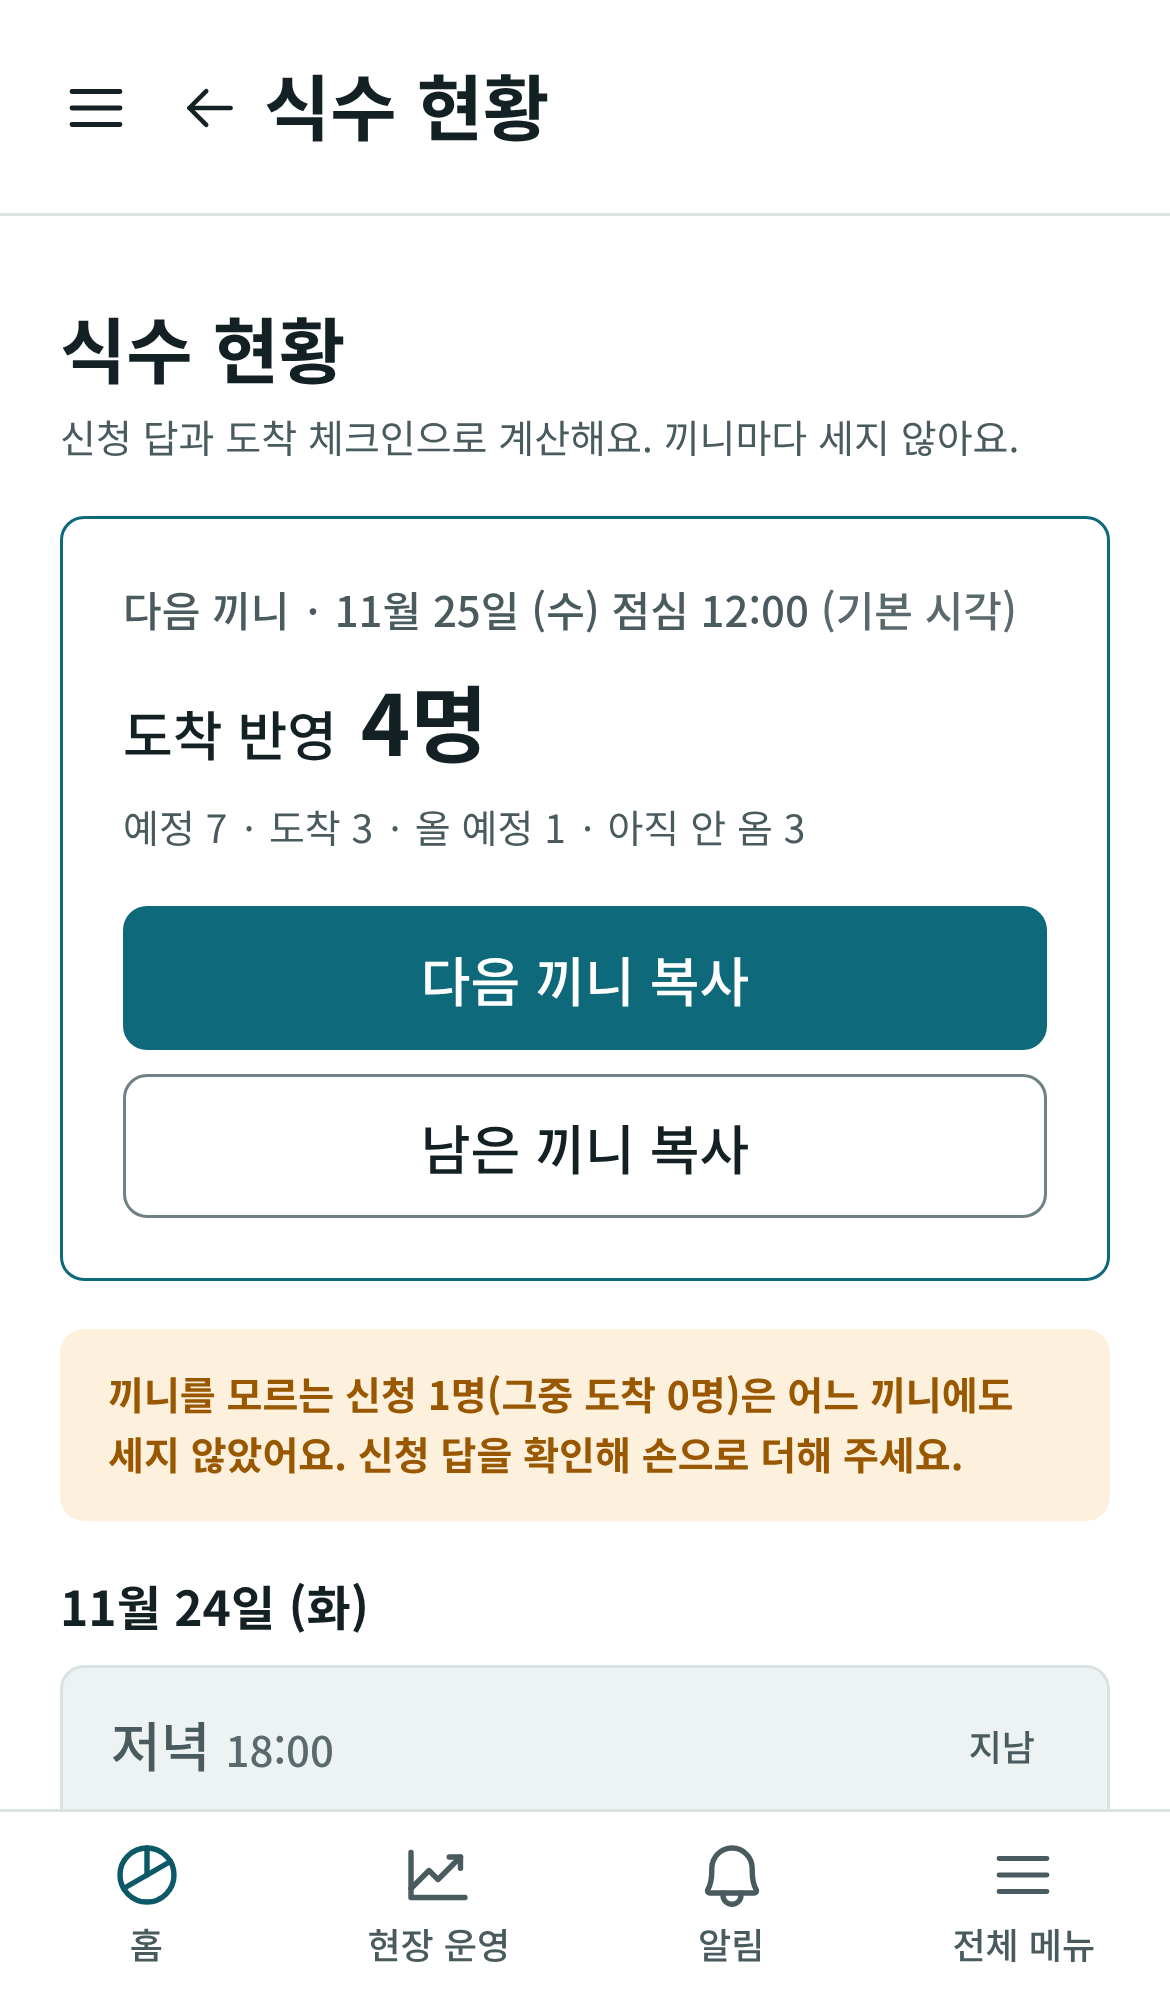 식수 현황
식수 현황
신청 답과 도착 체크인으로 계산해요. 끼니마다 세지 않아요.
다음 끼니 · 11월 25일 (수) 점심 12:00 (기본 시각)
도착 반영 4명
예정 7 · 도착 3 · 올 예정 1 · 아직 안 옴 3
다음 끼니 복사
남은 끼니 복사
끼니를 모르는 신청 1명(그중 도착 0명)은 어느 끼니에도
세지 않았어요. 신청 답을 확인해 손으로 더해 주세요.
11월 24일 (화)
저녁 18:00 지남
홈 현장 운영 알림 전체 메뉴